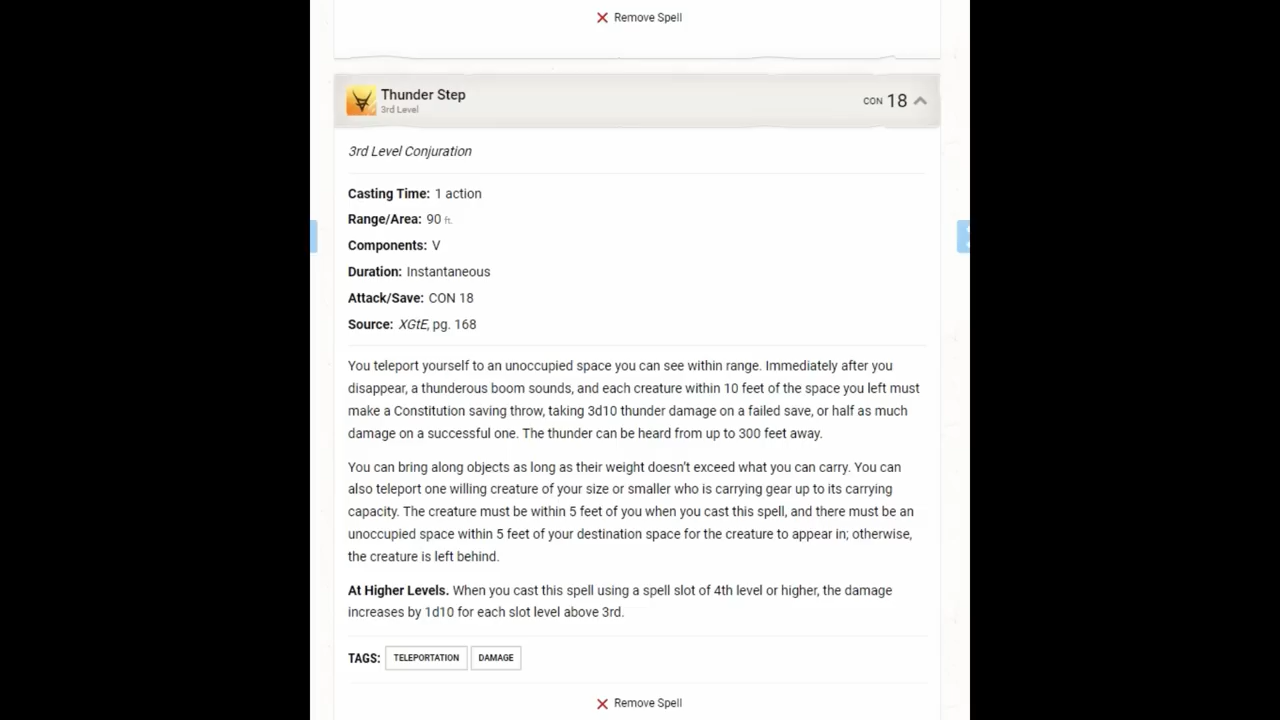 Remove Spell
Thunder Step
3rd Level
CON 18
3rd Level Conjuration
Casting Time: 1 action
Range/Area: 90 ft.
Components: V
Duration: Instantaneous
Attack/Save: CON 18
Source: XGtE, pg. 168
You teleport yourself to an unoccupied space you can see within range. Immediately after you
disappear, a thunderous boom sounds, and each creature within 10 feet of the space you left must
make a Constitution saving throw, taking 3d10 thunder damage on a failed save, or half as much
damage on a successful one. The thunder can be heard from up to 300 feet away.
You can bring along objects as long as their weight doesn't exceed what you can carry. You can
also teleport one willing creature of your size or smaller who is carrying gear up to its carrying
capacity. The creature must be within 5 feet of you when you cast this spell, and there must be an
unoccupied space within 5 feet of your destination space for the creature to appear in; otherwise,
the creature is left behind.
At Higher Levels. When you cast this spell using a spell slot of 4th level or higher, the damage
increases by 1d10 for each slot level above 3rd.
TAGS: TELEPORTATION DAMAGE
Remove Spell